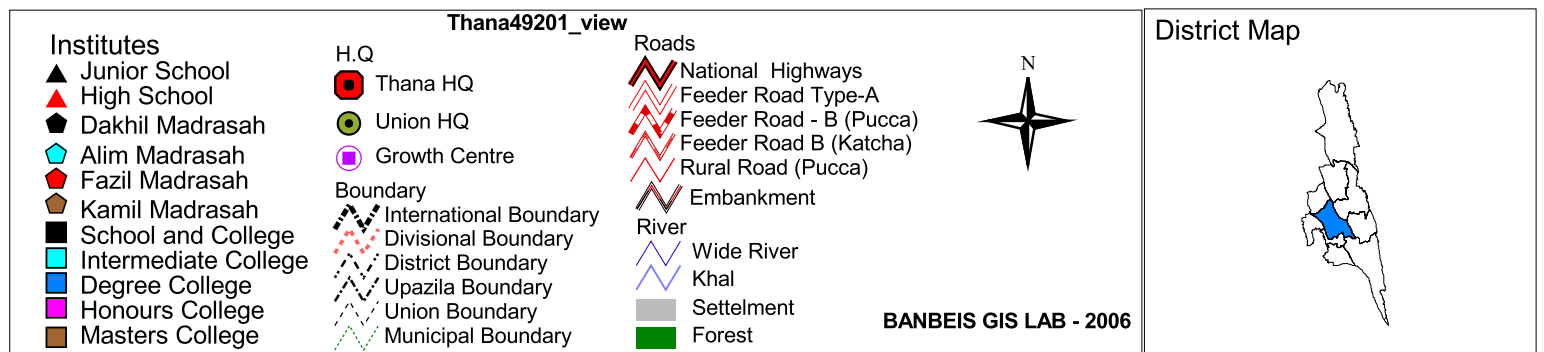 Thana49201_view
Institutes
Junior School
High School
Dakhil Madrasah
Alim Madrasah
Fazil Madrasah
Kamil Madrasah
School and College
Intermediate College
Degree College
Honours College
Masters College
H.Q
Thana HQ
Union HQ
Growth Centre
Boundary
International Boundary
Divisional Boundary
District Boundary
Upazila Boundary
Union Boundary
Municipal Boundary
Roads
National Highways
Feeder Road Type-A
Feeder Road - B (Pucca)
Feeder Road B (Katcha)
Rural Road (Pucca)
Embankment
River
Wide River
Khal
Settelment
Forest
N
BANBEIS GIS LAB - 2006
District Map